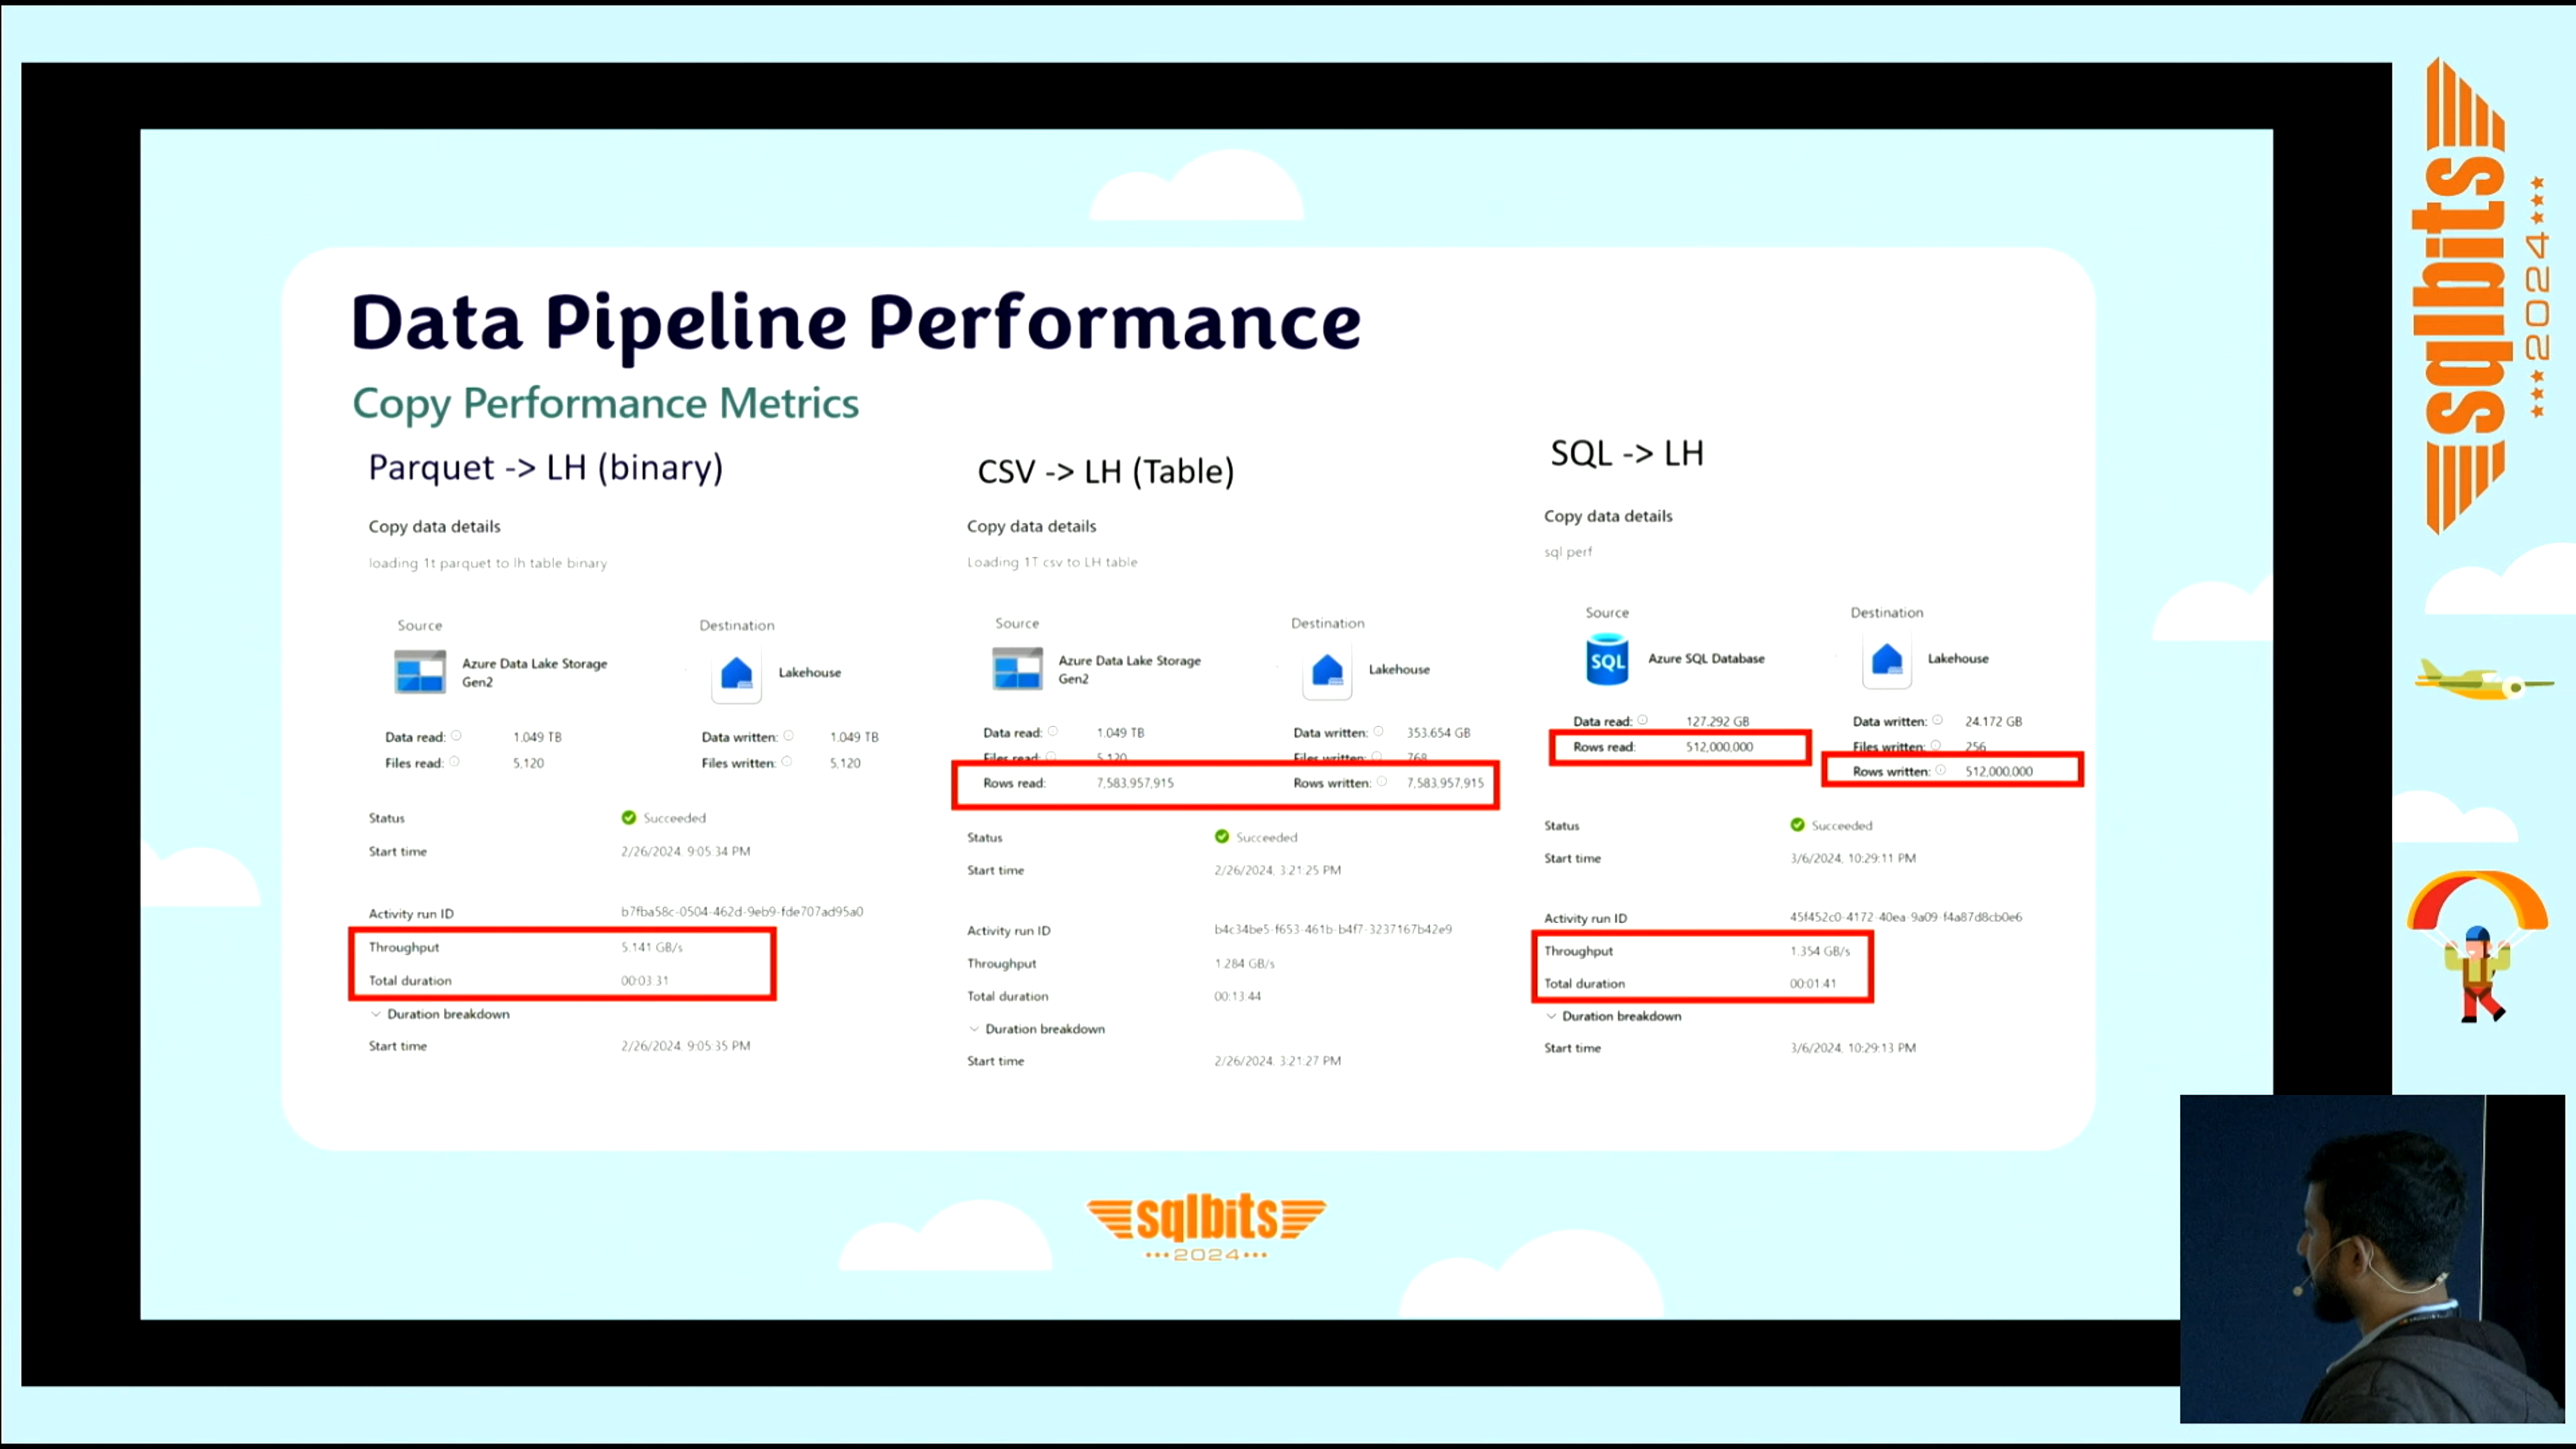 Data Pipeline Performance
Copy Performance Metrics
Parquet -> LH (binary)
Copy data details
loading 1t parquet to lh table binary
Source
Destination
Azure Data Lake Storage
Gen2
Lakehouse
Data read: 1.049 TB
Data written: 1.049 TB
Files read: 5,120
Files written: 5,120
Status Succeeded
Start time 2/26/2024, 9:05:34 PM
Activity run ID b7fba58c-0504-462d-9eb9-fde707ad95a0
Throughput 5.141 GB/s
Total duration 00:03:31
Duration breakdown
Start time 2/26/2024, 9:05:35 PM
CSV -> LH (Table)
Copy data details
Loading 1T csv to LH table
Source
Destination
Azure Data Lake Storage
Gen2
Lakehouse
Data read: 1.049 TB
Data written: 353.654 GB
Files read: 5,120
Files written: 768
Rows read: 7,583,957,915
Rows written: 7,583,957,915
Status Succeeded
Start time 2/26/2024, 3:21:25 PM
Activity run ID b4c34be5-f653-461b-b4f7-3237167b42e9
Throughput 1.284 GB/s
Total duration 00:13:44
Duration breakdown
Start time 2/26/2024, 3:21:27 PM
SQL -> LH
Copy data details
sql perf
Source
Destination
SQL
Azure SQL Database
Lakehouse
Data read: 127.292 GB
Data written: 24.172 GB
Rows read: 512,000,000
Files written: 256
Rows written: 512,000,000
Status Succeeded
Start time 3/6/2024, 10:29:11 PM
Activity run ID 45f452c0-4172-40ea-9a09-f4a87d8cb0e6
Throughput 1.354 GB/s
Total duration 00:01:41
Duration breakdown
Start time 3/6/2024, 10:29:13 PM
sqlbits
2024
sqlbits
2024